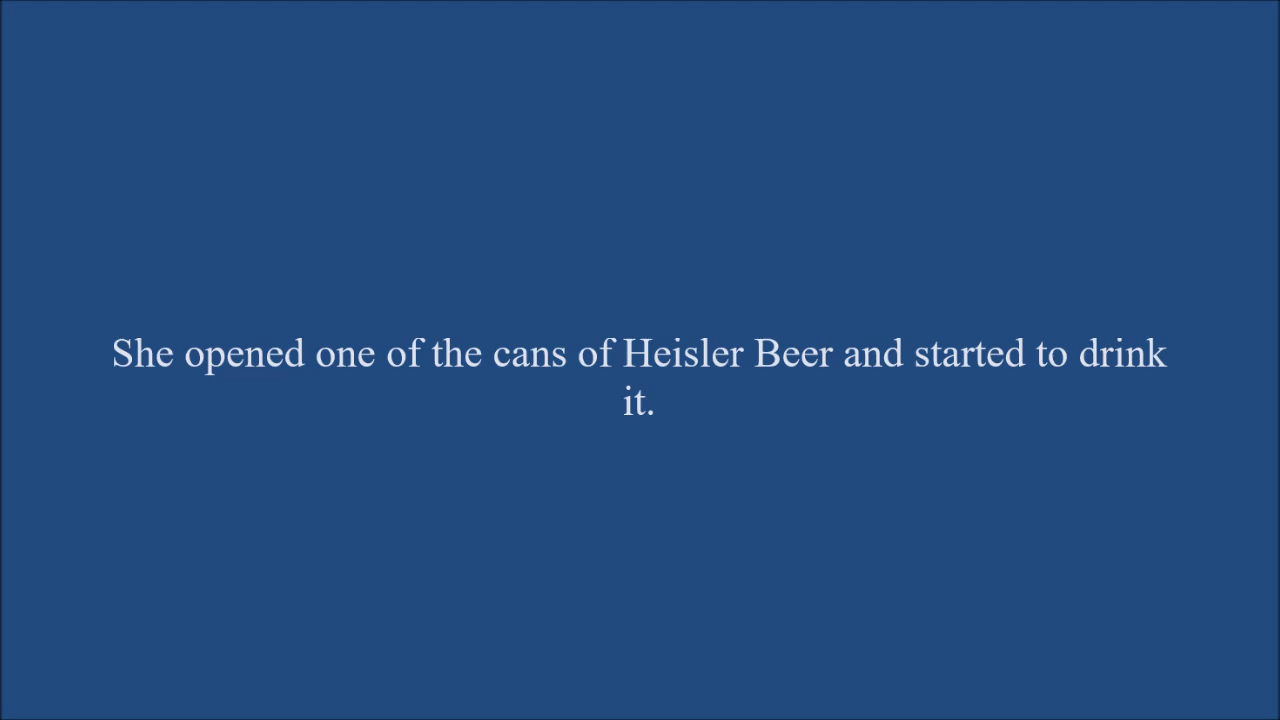 She opened one of the cans of Heisler Beer and started to drink
it.